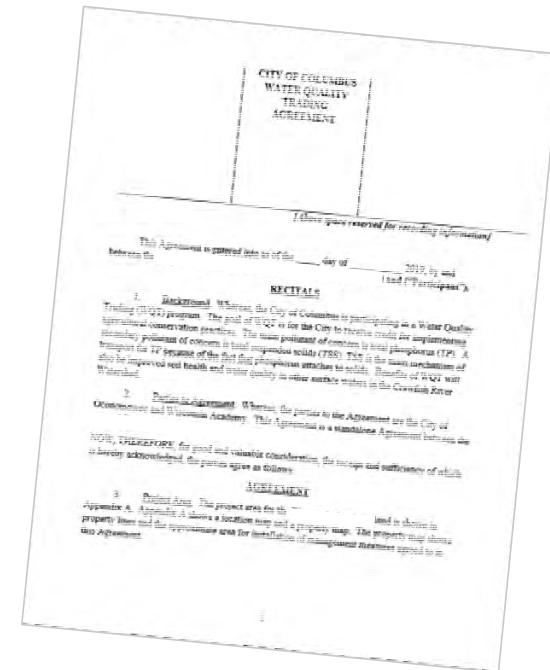 CITY OF COLUMBUS
WATER QUALITY
TRADING
AGREEMENT
[Above space reserved for recording information]
This Agreement is entered into as of the ____ day of ________ 2019, by and
between the ("Participant").
RECITALS
1. Background. Whereas, the City of Columbus is participating in a Water Quality
Trading (WQT) program. The goal of WQT is for the City to receive credit for implementing
agricultural conservation practices. The main pollutant of concern is total phosphorus (TP). A
secondary pollutant of concern is total suspended solids (TSS). TSS is the main mechanism of
transport for TP because of the fact that phosphorus attaches to solids. Benefits of WQT will
also be improved soil health and water quality in other surface waters in the Crawfish River
Watershed.
2. Parties to Agreement. Whereas, the parties to the Agreement are the City of
Oconomowoc and Wisconsin Academy. This Agreement is a standalone Agreement between the
NOW, THEREFORE, for good and valuable consideration, the receipt and sufficiency of which
is hereby acknowledged, the parties agree as follows:
AGREEMENT
3. Project Area. The project area for the land is shown in
Appendix A. Appendix A shows a location map and a property map. The property map shows
property lines and the approximate area for installation of management measures agreed to in
this Agreement.
1